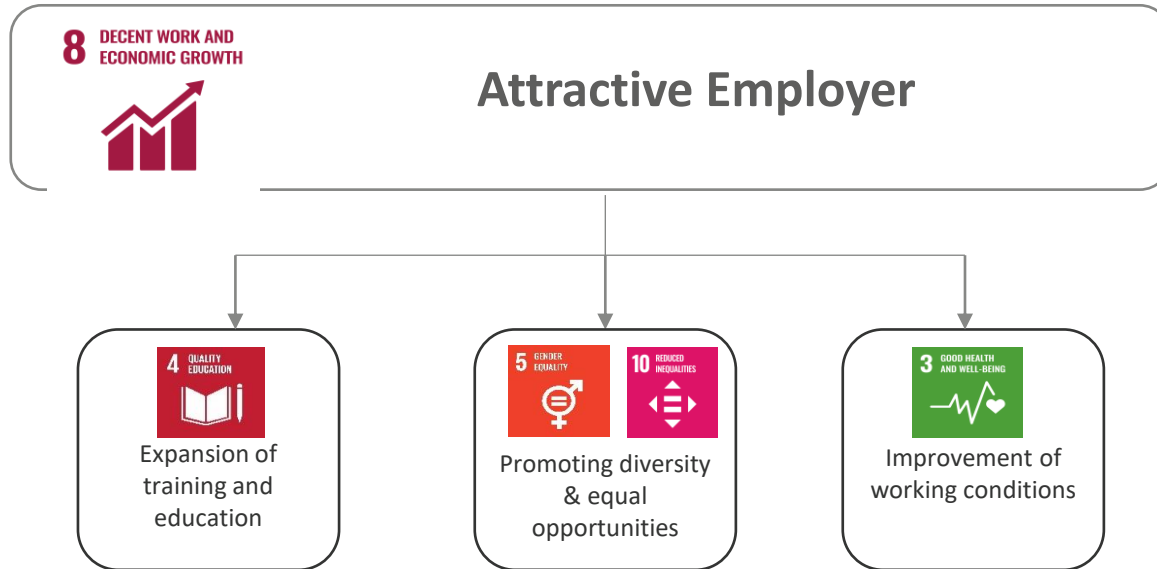 8 DECENT WORK AND
ECONOMIC GROWTH
Attractive Employer
4 QUALITY
EDUCATION
Expansion of
training and
education
5 GENDER
EQUALITY
10 REDUCED
INEQUALITIES
Promoting diversity
& equal
opportunities
3 GOOD HEALTH
AND WELL-BEING
Improvement of
working conditions